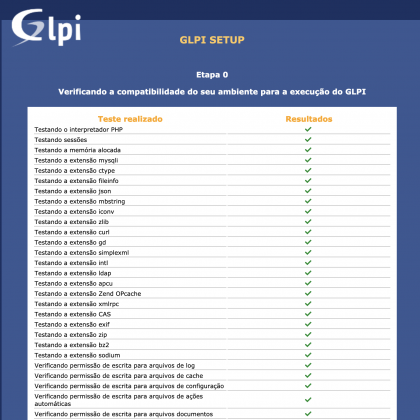 Glpi
GLPI SETUP
Etapa 0
Verificando a compatibilidade do seu ambiente para a execução do GLPI
Teste realizado Resultados
Testando o interpretador PHP
Testando sessões
Testando a memória alocada
Testando a extensão mysqli
Testando a extensão ctype
Testando a extensão fileinfo
Testando a extensão json
Testando a extensão mbstring
Testando a extensão iconv
Testando a extensão zlib
Testando a extensão curl
Testando a extensão gd
Testando a extensão simplexml
Testando a extensão intl
Testando a extensão ldap
Testando a extensão apcu
Testando a extensão Zend OPcache
Testando a extensão xmlrpc
Testando a extensão CAS
Testando a extensão exif
Testando a extensão zip
Testando a extensão bz2
Testando a extensão sodium
Verificando permissão de escrita para arquivos de log
Verificando permissão de escrita para arquivos de cache
Verificando permissão de escrita para arquivos de configuração
Verificando permissão de escrita para arquivos de ações
automáticas
Verificando permissão de escrita para arquivos documentos